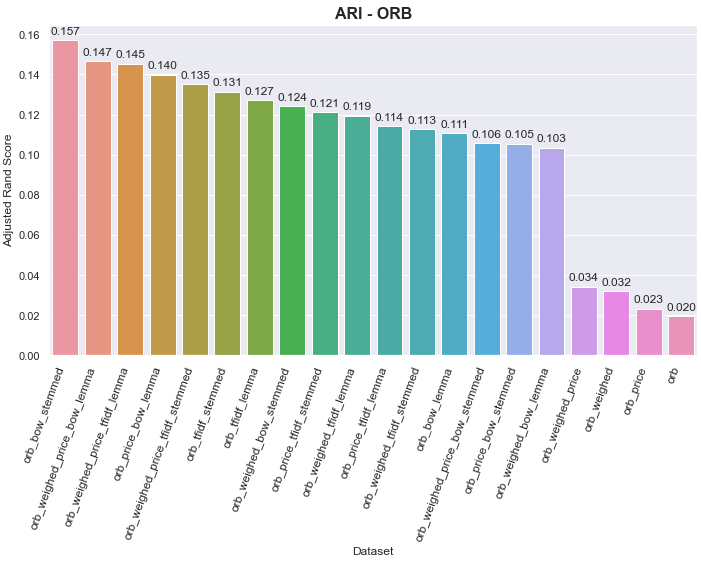 ARI - ORB
Adjusted Rand Score
0.16
0.14
0.12
0.10
0.08
0.06
0.04
0.02
0.00
0.157
0.147
0.145
0.140
0.135
0.131
0.127
0.124
0.121
0.119
0.114
0.113
0.111
0.106
0.105
0.103
0.034
0.032
0.023
0.020
orb_bow_stemmed
orb_weighed_price_bow_lemma
orb_weighed_price_tfidf_lemma
orb_price_bow_lemma
orb_weighed_price_tfidf_stemmed
orb_tfidf_stemmed
orb_tfidf_lemma
orb_weighed_bow_stemmed
orb_price_tfidf_stemmed
orb_weighed_tfidf_lemma
orb_price_tfidf_lemma
orb_weighed_tfidf_stemmed
orb_bow_lemma
orb_weighed_price_bow_stemmed
orb_price_bow_stemmed
orb_weighed_bow_lemma
orb_weighed_price
orb_weighed
orb_price
orb
Dataset